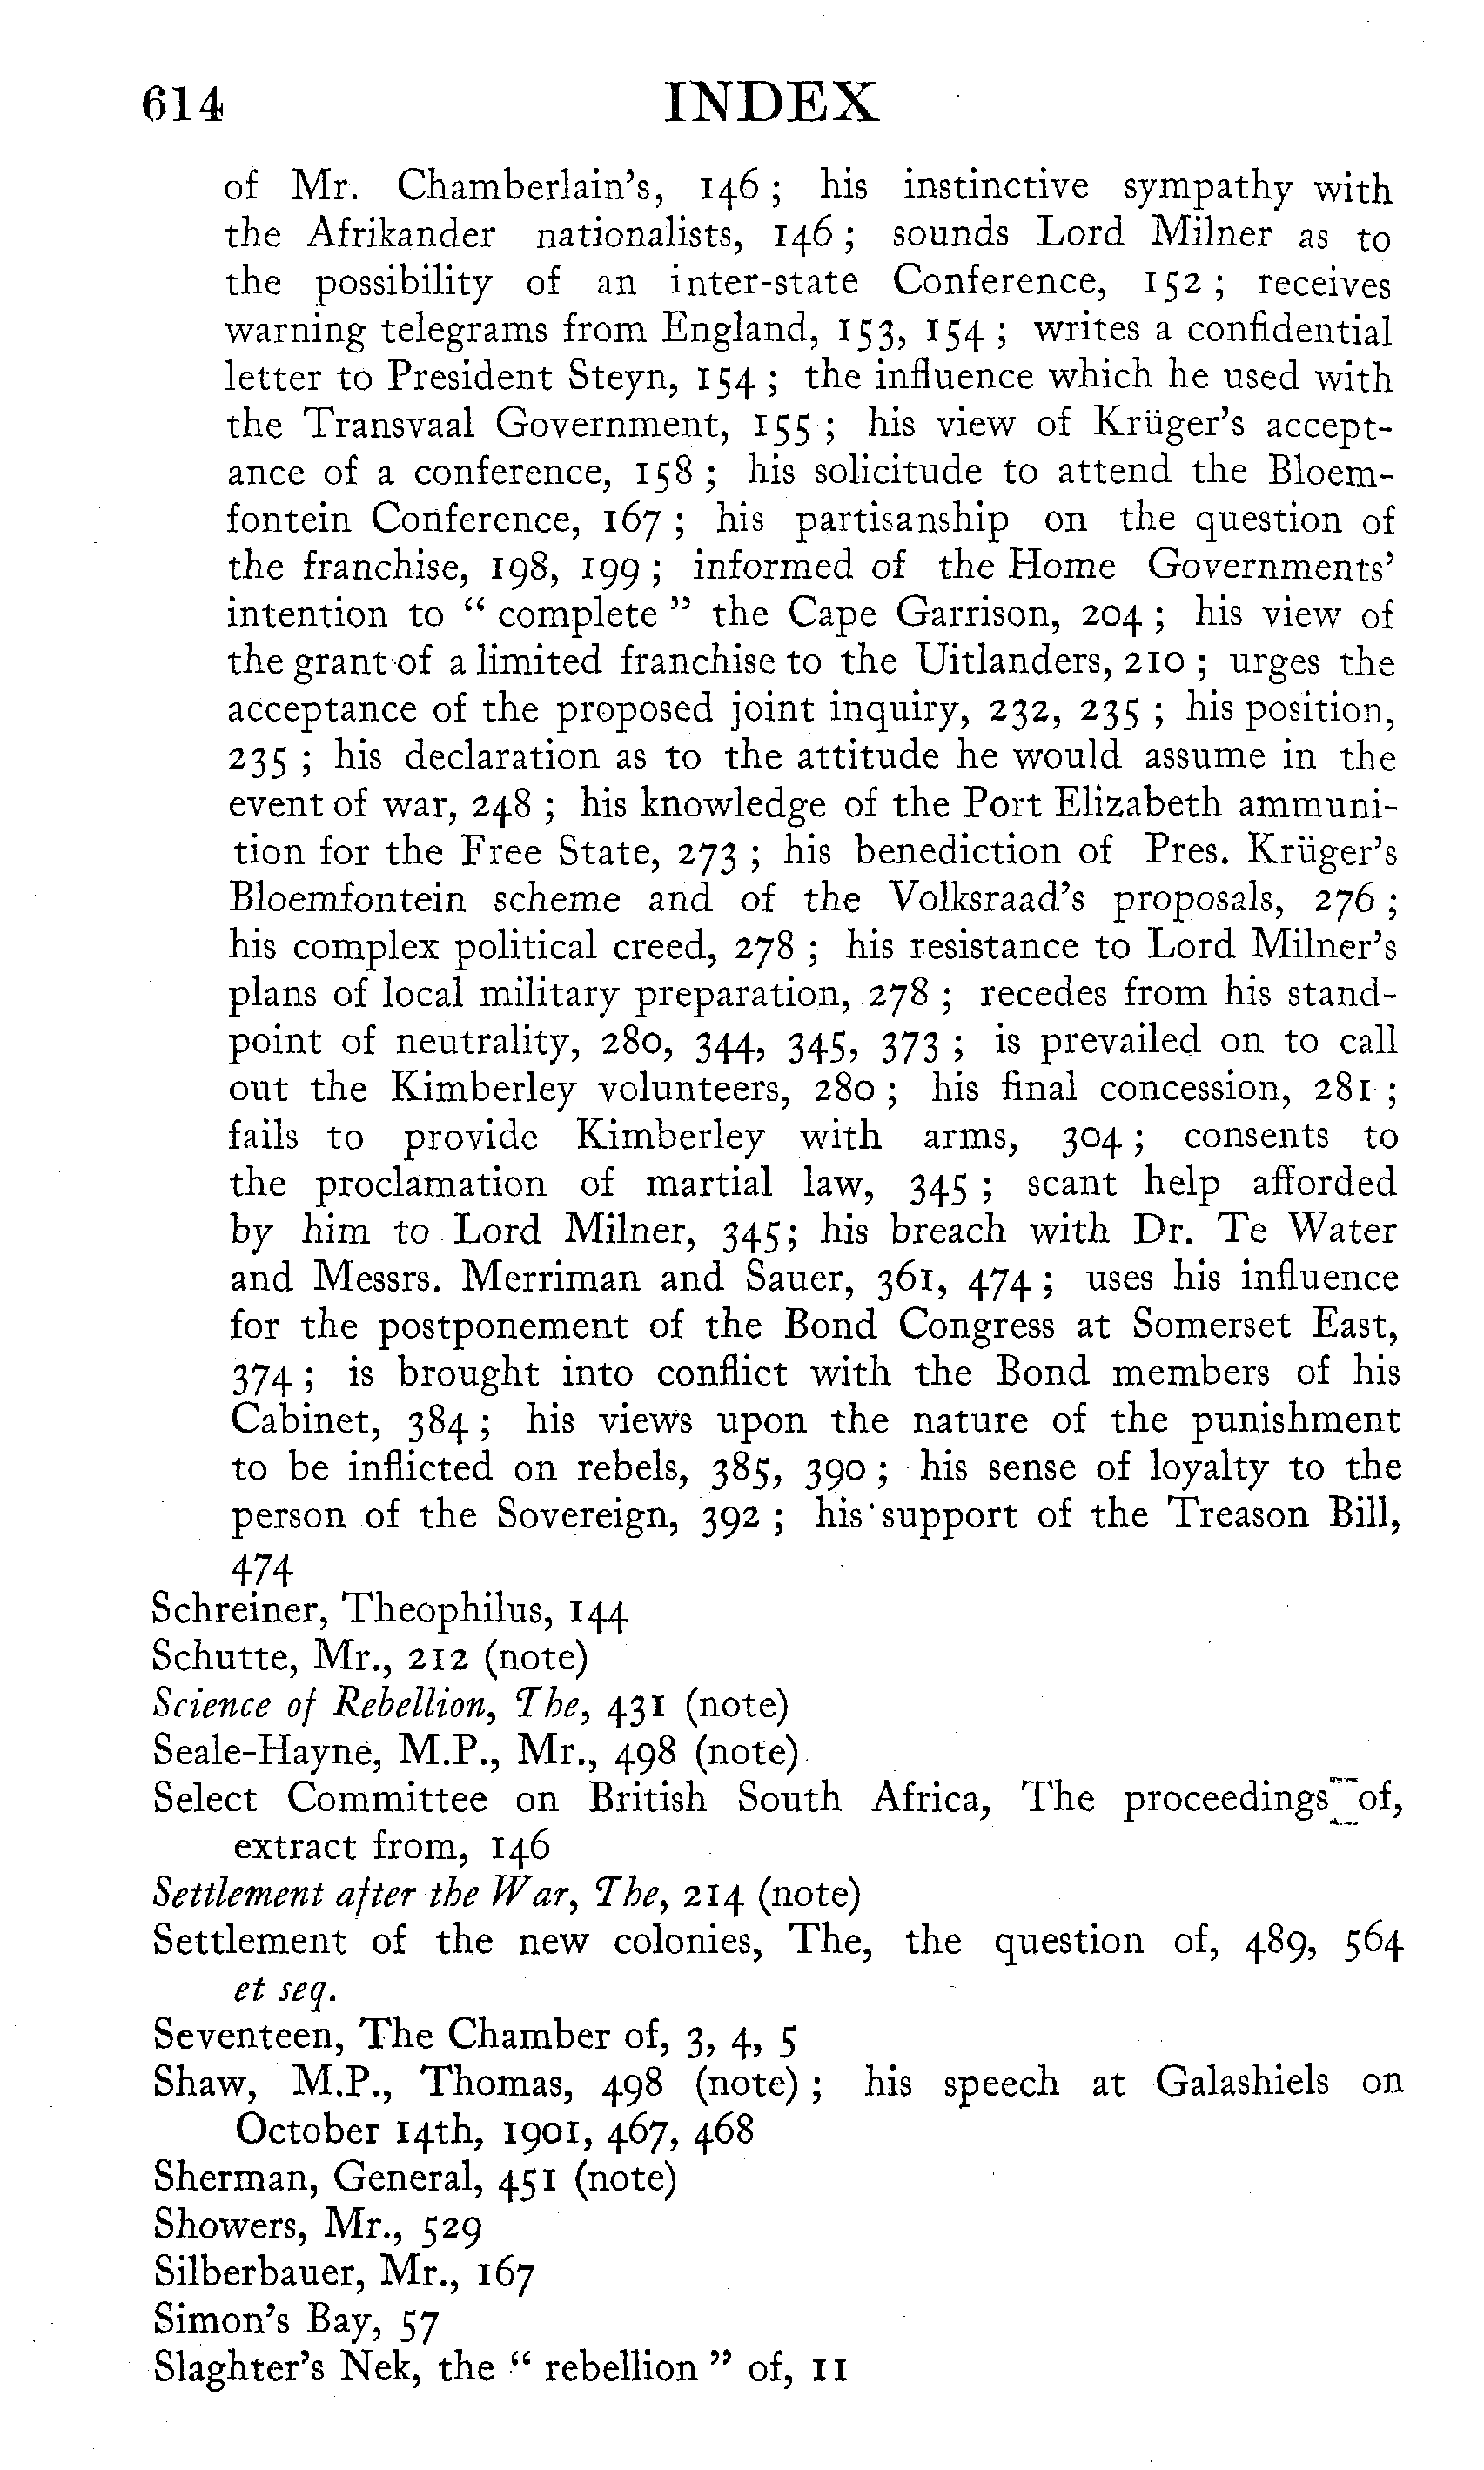 614 INDEX
of Mr. Chamberlain's, 146 ; his instinctive sympathy with
the Afrikander nationalists, 146 ; sounds Lord Milner as to
the possibility of an inter-state Conference, 152 ; receives
warning telegrams from England, 153, 154 ; writes a confidential
letter to President Steyn, 154 ; the influence which he used with
the Transvaal Government, 155 ; his view of Krüger's accept-
ance of a conference, 158 ; his solicitude to attend the Bloem-
fontein Conference, 167 ; his partisanship on the question of
the franchise, 198, 199 ; informed of the Home Governments'
intention to " complete " the Cape Garrison, 204 ; his view of
the grant of a limited franchise to the Uitlanders, 210 ; urges the
acceptance of the proposed joint inquiry, 232, 235 ; his position,
235 ; his declaration as to the attitude he would assume in the
event of war, 248 ; his knowledge of the Port Elizabeth ammuni-
tion for the Free State, 273 ; his benediction of Pres. Krüger's
Bloemfontein scheme and of the Volksraad's proposals, 276 ;
his complex political creed, 278 ; his resistance to Lord Milner's
plans of local military preparation, 278 ; recedes from his stand-
point of neutrality, 280, 344, 345, 373 ; is prevailed on to call
out the Kimberley volunteers, 280 ; his final concession, 281 ;
fails to provide Kimberley with arms, 304 ; consents to
the proclamation of martial law, 345 ; scant help afforded
by him to Lord Milner, 345; his breach with Dr. Te Water
and Messrs. Merriman and Sauer, 361, 474 ; uses his influence
for the postponement of the Bond Congress at Somerset East,
374 ; is brought into conflict with the Bond members of his
Cabinet, 384 ; his views upon the nature of the punishment
to be inflicted on rebels, 385, 390 ; his sense of loyalty to the
person of the Sovereign, 392 ; his support of the Treason Bill,
474
Schreiner, Theophilus, 144
Schutte, Mr., 212 (note)
Science of Rebellion, The, 431 (note)
Seale-Hayne, M.P., Mr., 498 (note)
Select Committee on British South Africa, The proceedings of,
extract from, 146
Settlement after the War, The, 214 (note)
Settlement of the new colonies, The, the question of, 489, 564
et seq.
Seventeen, The Chamber of, 3, 4, 5
Shaw, M.P., Thomas, 498 (note) ; his speech at Galashiels on
October 14th, 1901, 467, 468
Sherman, General, 451 (note)
Showers, Mr., 529
Silberbauer, Mr., 167
Simon's Bay, 57
Slaghter's Nek, the " rebellion " of, 11